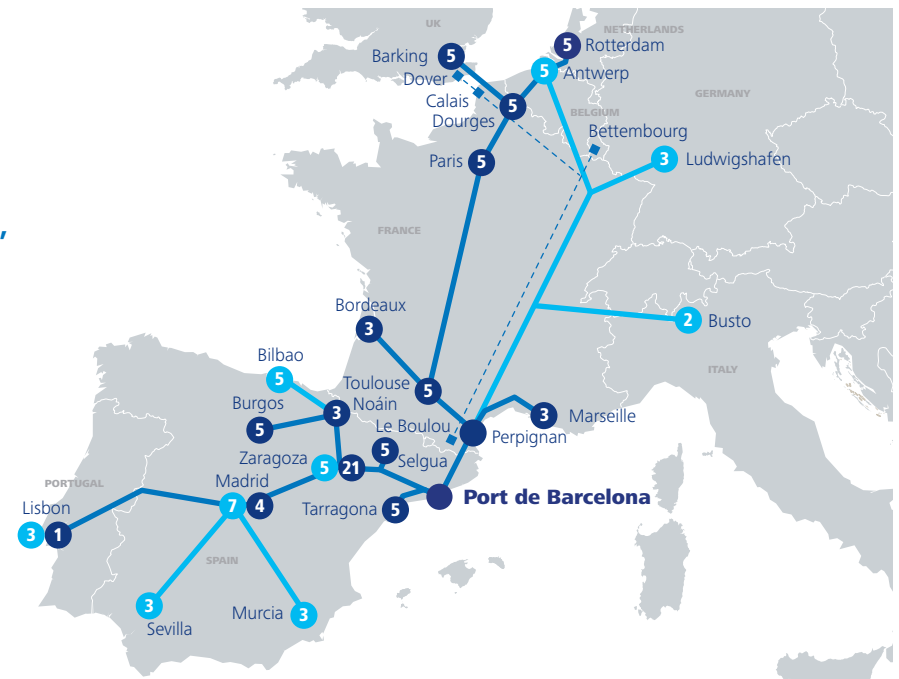 UK
NETHERLANDS
Barking
5
5
Rotterdam
Dover
5
Antwerp
Calais
GERMANY
Dourges
5
BELGIUM
Bettembourg
Paris
5
3
Ludwigshafen
,
FRANCE
Bordeaux
3
2
Busto
Bilbao
5
ITALY
Toulouse
5
Burgos
5
3
Noáin
Le Boulou
3
Marseille
Perpignan
Zaragoza
5
21
5
Selgua
PORTUGAL
Madrid
7
4
Tarragona
5
Port de Barcelona
Lisbon
3
1
SPAIN
3
Sevilla
Murcia
3